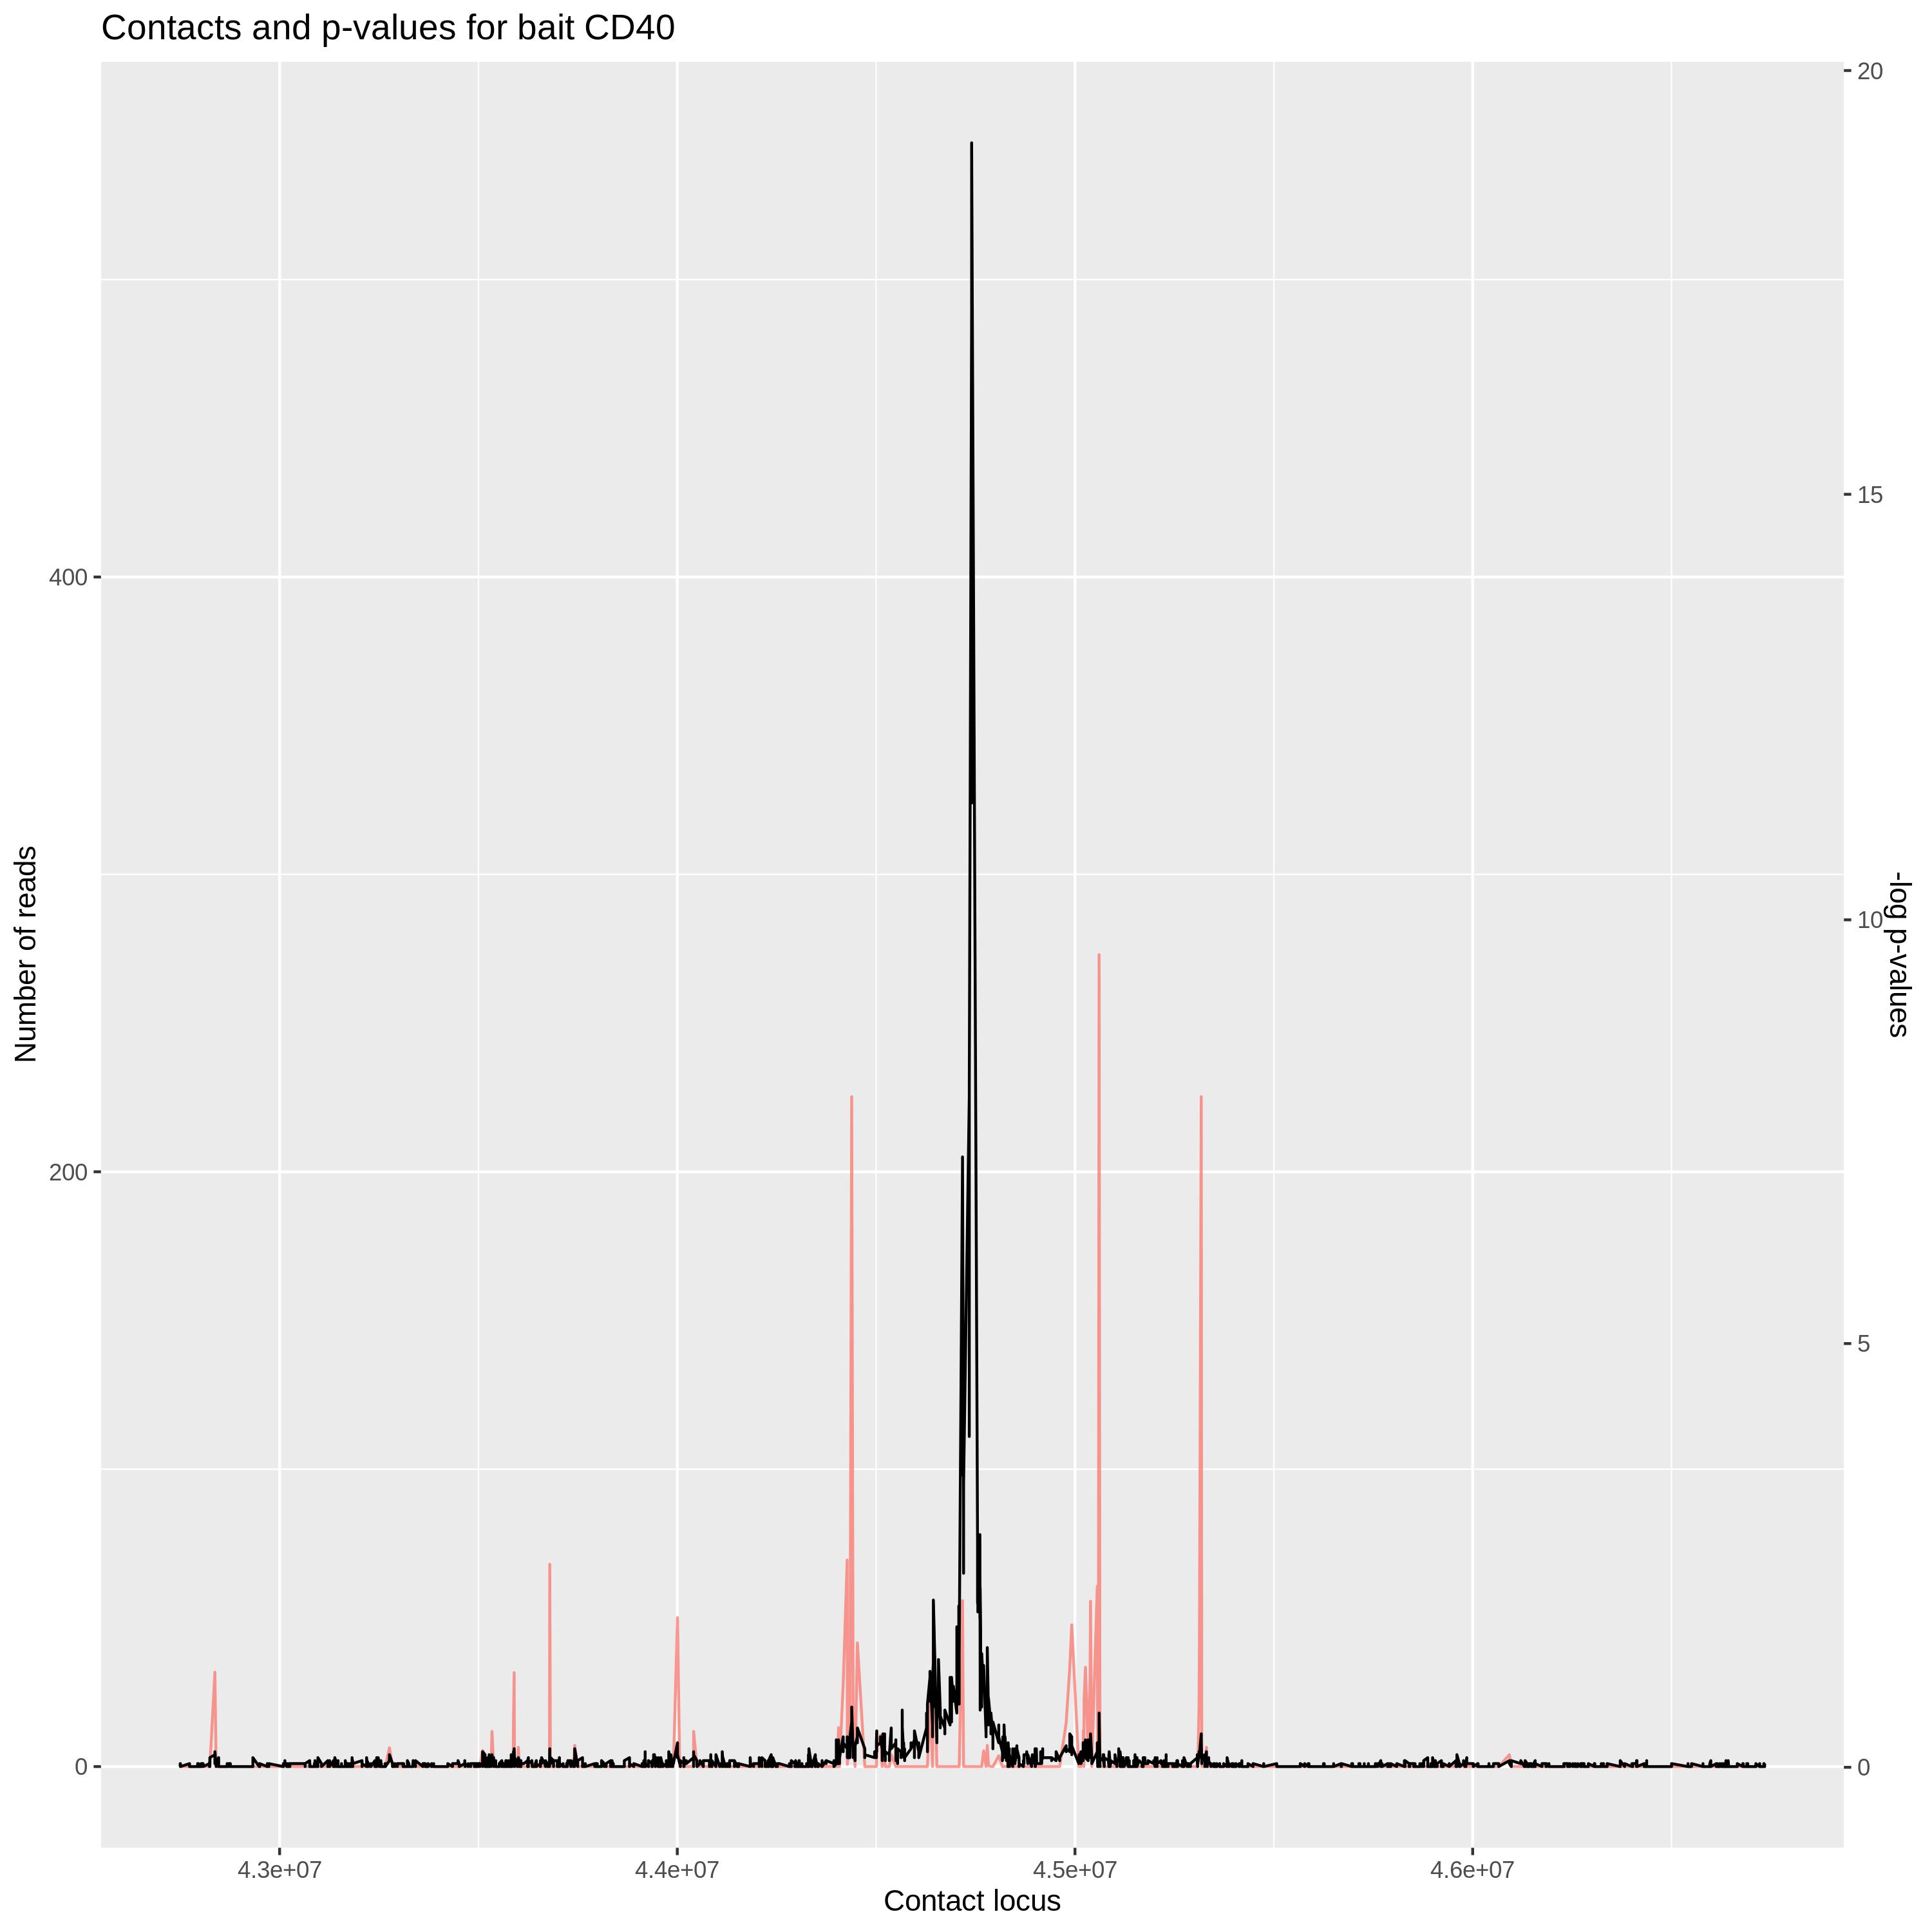 Contacts and p-values for bait CD40
20
15
400
Number of reads
-log p-values
10
200
5
0
0
4.3e+07 4.4e+07 4.5e+07 4.6e+07
Contact locus